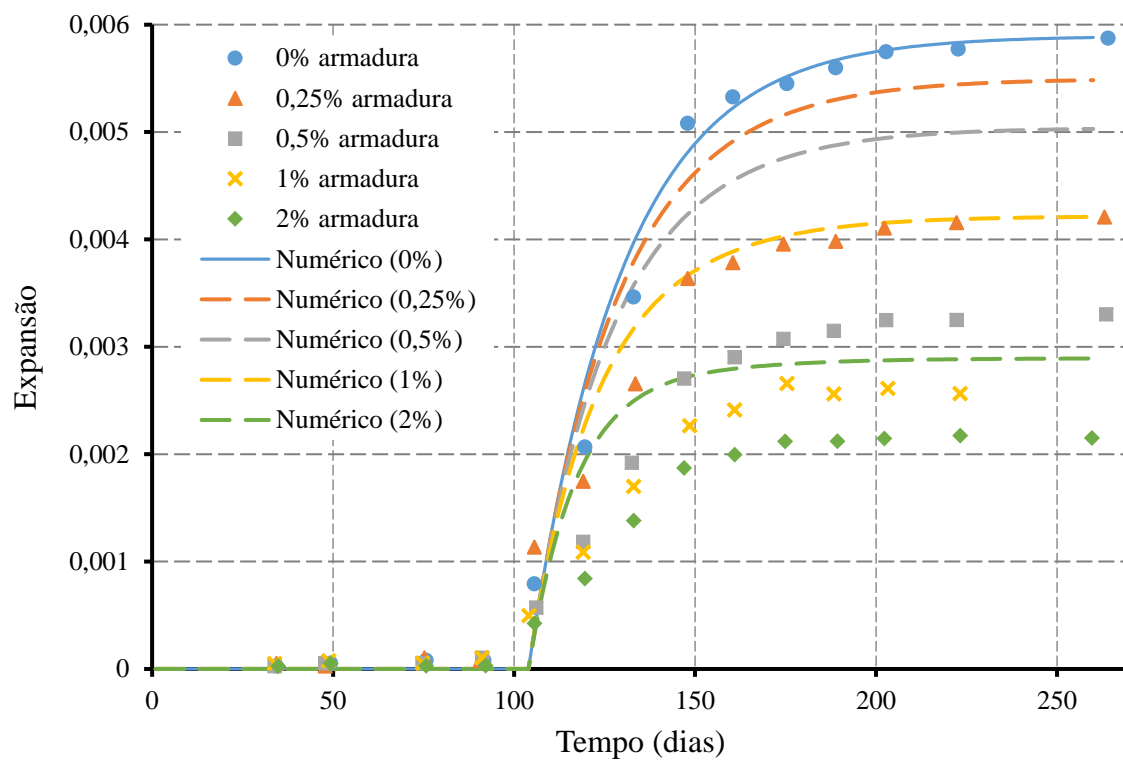 0,006
0,005
0,004
0,003
0,002
0,001
0
Expansão
0% armadura
0,25% armadura
0,5% armadura
1% armadura
2% armadura
Numérico (0%)
Numérico (0,25%)
Numérico (0,5%)
Numérico (1%)
Numérico (2%)
0 50 100 150 200 250
Tempo (dias)